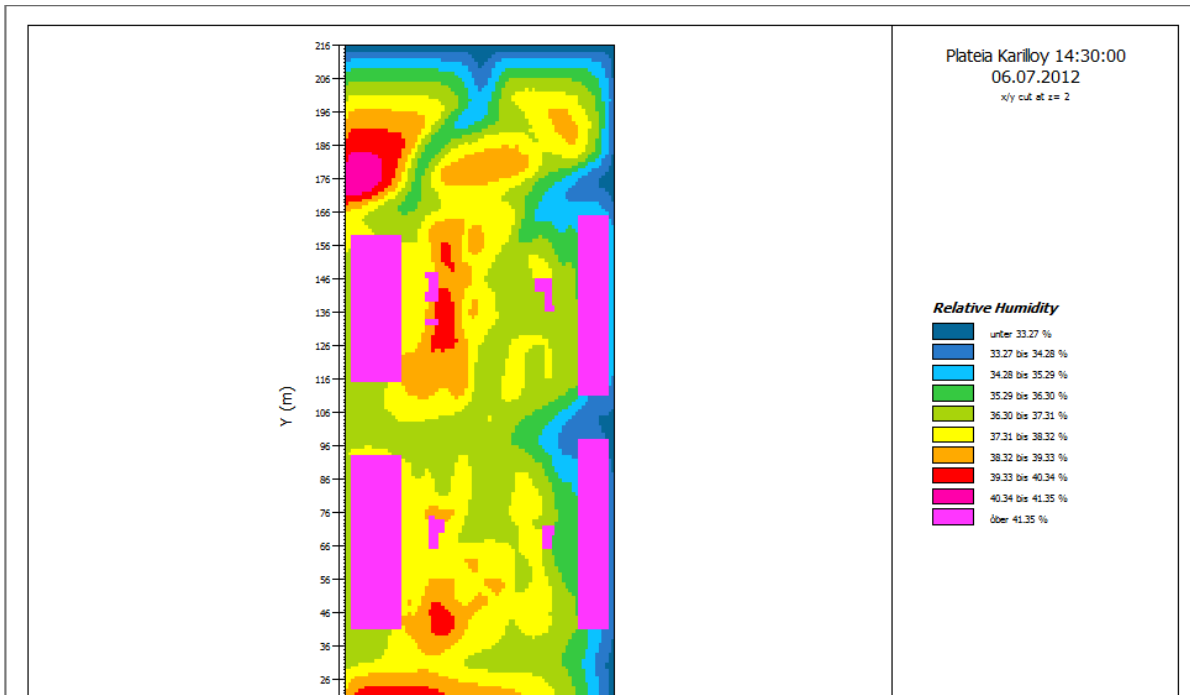 Plateia Karilloy 14:30:00
06.07.2012
x/y cut at z= 2
216
206
196
186
176
166
156
146
136
126
116
106
96
86
76
66
56
46
36
26
Y (m)
Relative Humidity
unter 33.27 %
33.27 bis 34.28 %
34.28 bis 35.29 %
35.29 bis 36.30 %
36.30 bis 37.31 %
37.31 bis 38.32 %
38.32 bis 39.33 %
39.33 bis 40.34 %
40.34 bis 41.35 %
őber 41.35 %